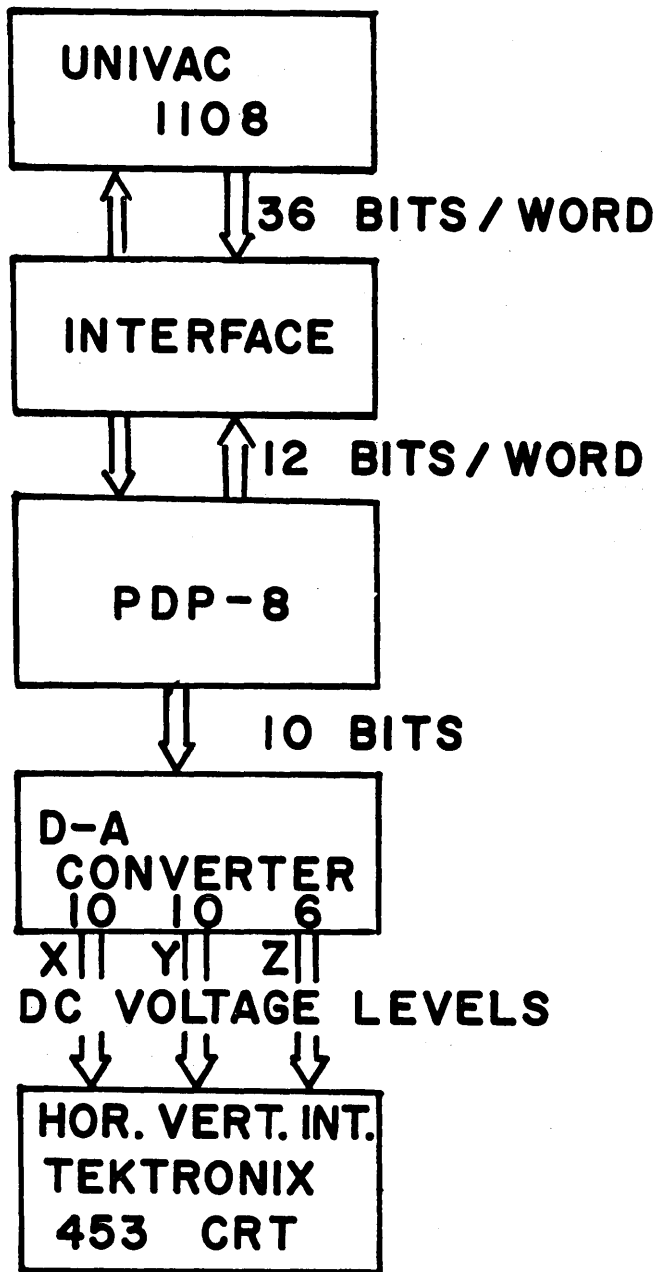 UNIVAC
1108
36 BITS/WORD
INTERFACE
12 BITS/WORD
PDP-8
10 BITS
D-A
CONVERTER
10 10 6
X Y Z
DC VOLTAGE LEVELS
HOR. VERT. INT.
TEKTRONIX
453 CRT